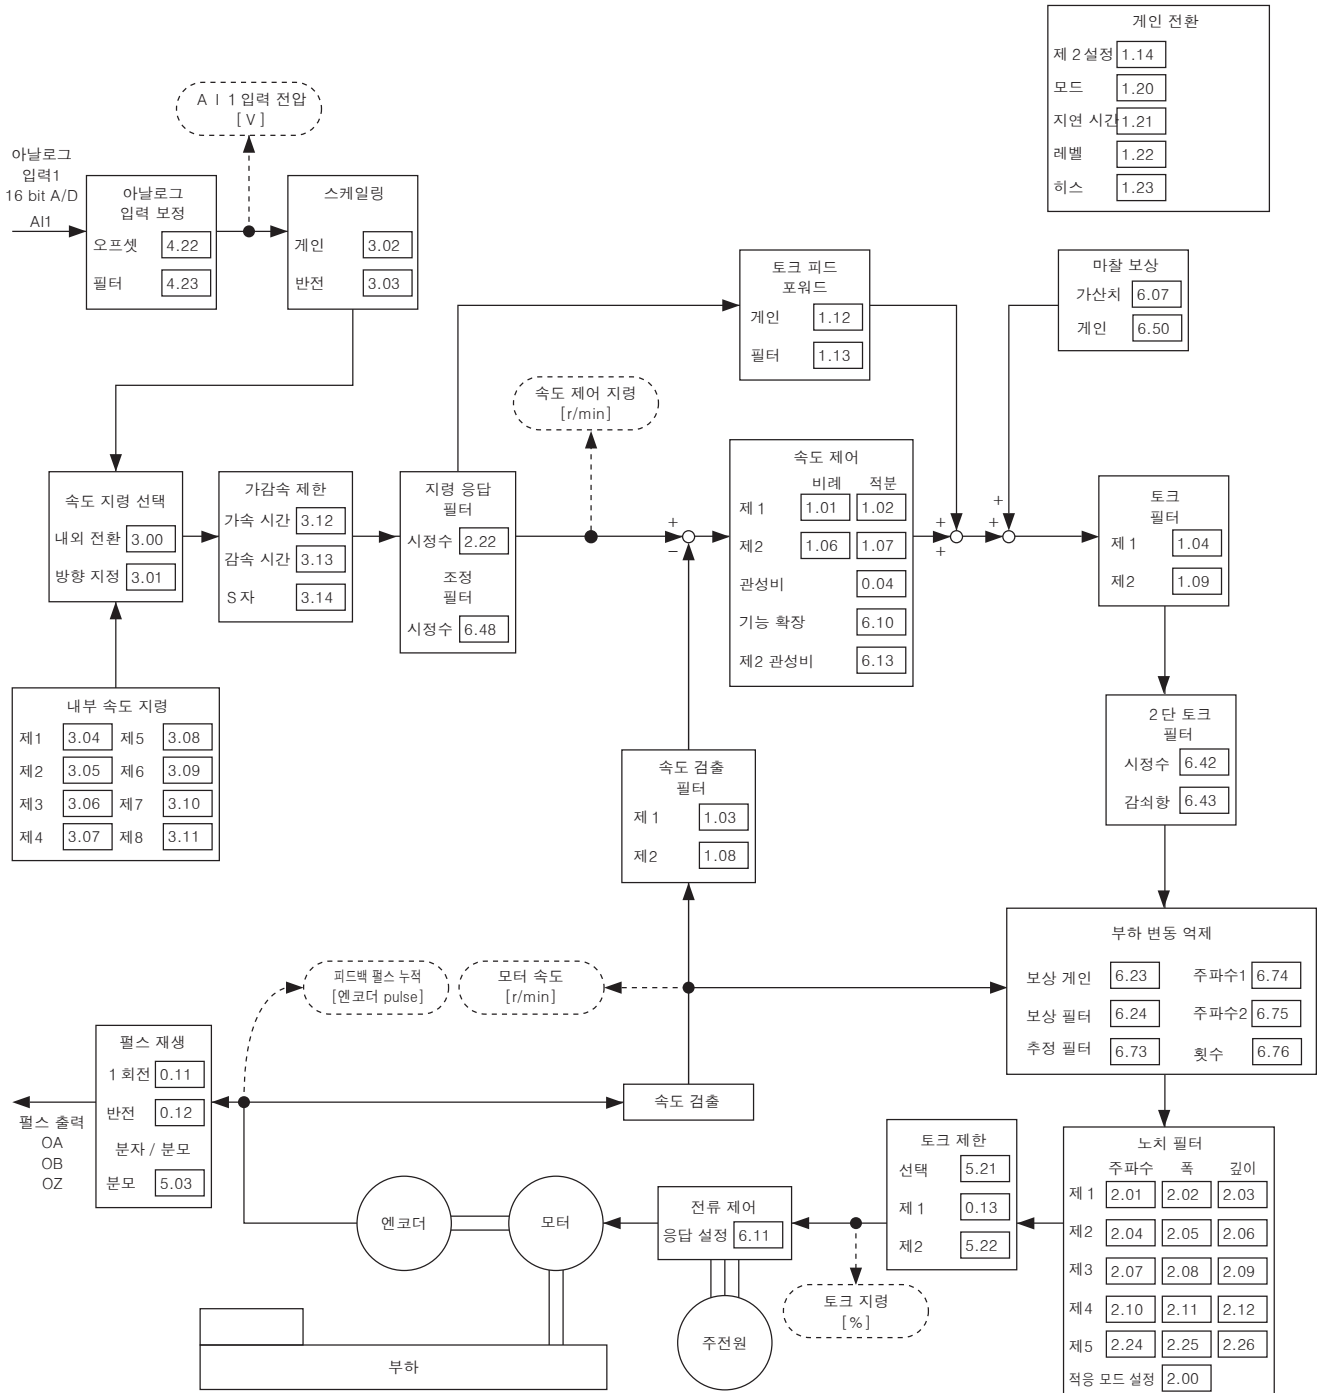 게인 전환
제 2 설정 1.14
모드 1.20
지연 시간 1.21
레벨 1.22
히스 1.23
A I 1 입력 전압
[ V ]
아날로그
입력1
16 bit A/D
AI1
아날로그
입력 보정
오프셋 4.22
필터 4.23
스케일링
게인 3.02
반전 3.03
토크 피드
포워드
게인 1.12
필터 1.13
마찰 보상
가산치 6.07
게인 6.50
속도 제어 지령
[r/min]
속도 지령 선택
내외 전환 3.00
방향 지정 3.01
가감속 제한
가속 시간 3.12
감속 시간 3.13
S 자 3.14
지령 응답
필터
시정수 2.22
조정
필터
시정수 6.48
+
−
속도 제어
비례 적분
제 1 1.01 1.02
제2 1.06 1.07
관성비 0.04
기능 확장 6.10
제2 관성비 6.13
+
+
+
+
토크
필터
제 1 1.04
제2 1.09
내부 속도 지령
제1 3.04 제5 3.08
제2 3.05 제6 3.09
제3 3.06 제7 3.10
제4 3.07 제8 3.11
속도 검출
필터
제 1 1.03
제2 1.08
2 단 토크
필터
시정수 6.42
감쇠항 6.43
부하 변동 억제
보상 게인 6.23 주파수1 6.74
보상 필터 6.24 주파수2 6.75
추정 필터 6.73 횟수 6.76
피드백 펄스 누적
[엔코더 pulse]
모터 속도
[r/min]
펄스 재생
1 회전 0.11
반전 0.12
분자 / 분모
분모 5.03
펄스 출력
OA
OB
OZ
속도 검출
토크 제한
선택 5.21
제 1 0.13
제2 5.22
노치 필터
주파수 폭 깊이
제 1 2.01 2.02 2.03
제2 2.04 2.05 2.06
제3 2.07 2.08 2.09
제4 2.10 2.11 2.12
제5 2.24 2.25 2.26
적응 모드 설정 2.00
엔코더
모터
전류 제어
응답 설정 6.11
토크 지령
[%]
주전원
부하